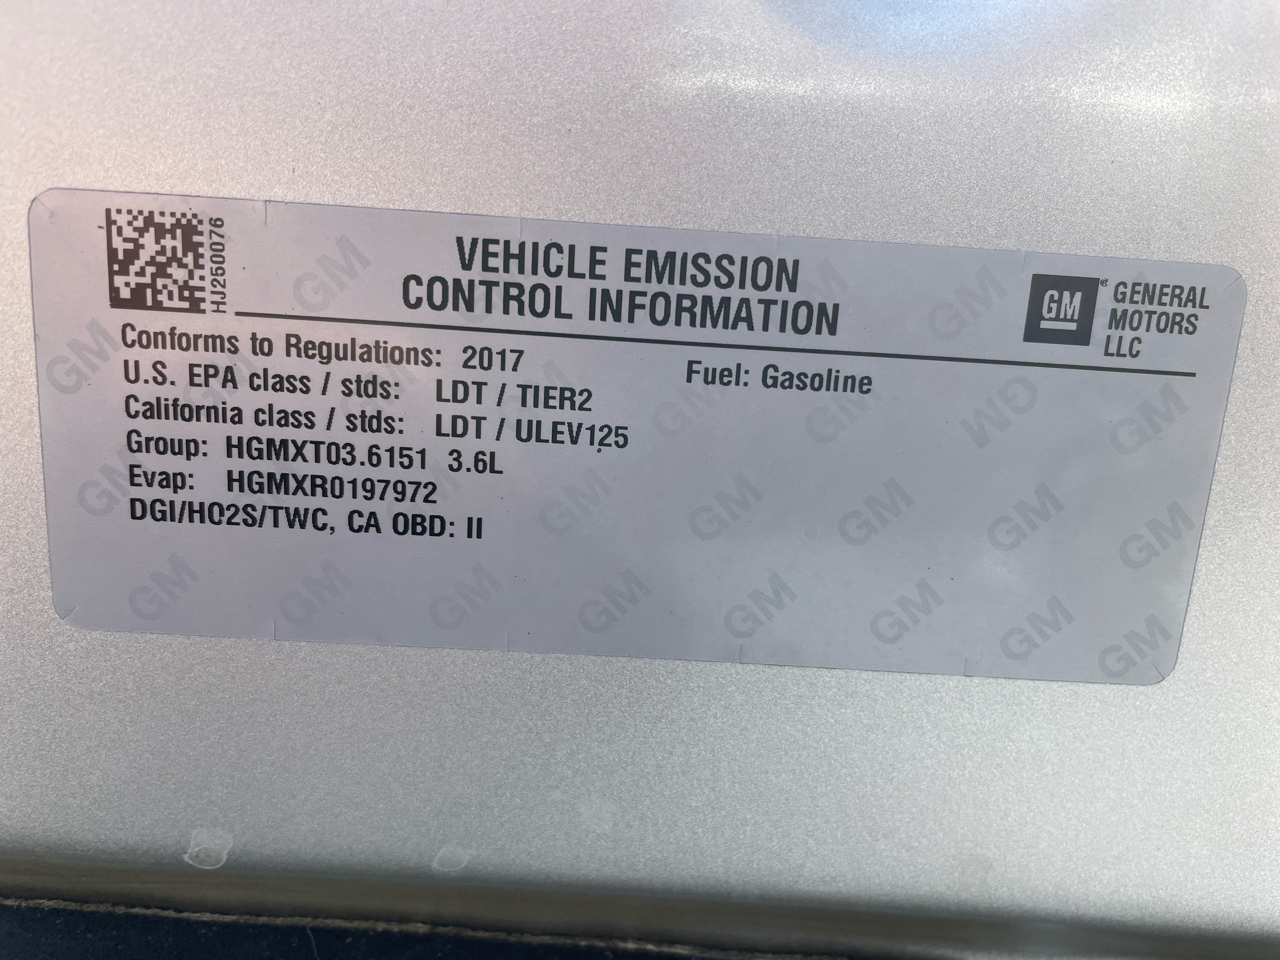 HJ250076
VEHICLE EMISSION
CONTROL INFORMATION
GM
GENERAL
MOTORS
LLC
Conforms to Regulations: 2017
Fuel: Gasoline
U.S. EPA class / stds: LDT / TIER2
California class / stds: LDT / ULEV125
Group: HGMXT03.6151 3.6L
Evap: HGMXR0197972
DGI/HO2S/TWC, CA OBD: II